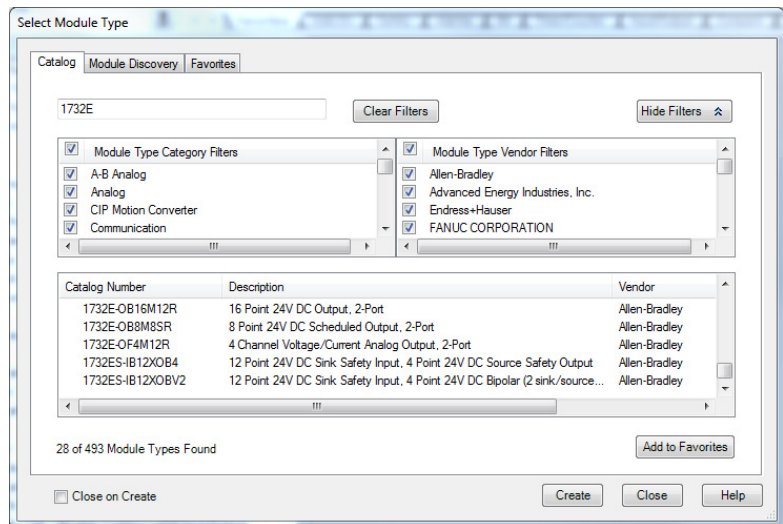 Select Module Type
Catalog Module Discovery Favorites
1732E Clear Filters Hide Filters
Module Type Category Filters
A-B Analog
Analog
CIP Motion Converter
Communication
Module Type Vendor Filters
Allen-Bradley
Advanced Energy Industries, Inc.
Endress+Hauser
FANUC CORPORATION
Catalog Number Description Vendor
1732E-OB16M12R 16 Point 24V DC Output, 2-Port Allen-Bradley
1732E-OB8M8SR 8 Point 24V DC Scheduled Output, 2-Port Allen-Bradley
1732E-OF4M12R 4 Channel Voltage/Current Analog Output, 2-Port Allen-Bradley
1732ES-IB12XOB4 12 Point 24V DC Sink Safety Input, 4 Point 24V DC Source Safety Output Allen-Bradley
1732ES-IB12XOBV2 12 Point 24V DC Sink Safety Input, 4 Point 24V DC Bipolar (2 sink/source... Allen-Bradley
28 of 493 Module Types Found Add to Favorites
Close on Create Create Close Help